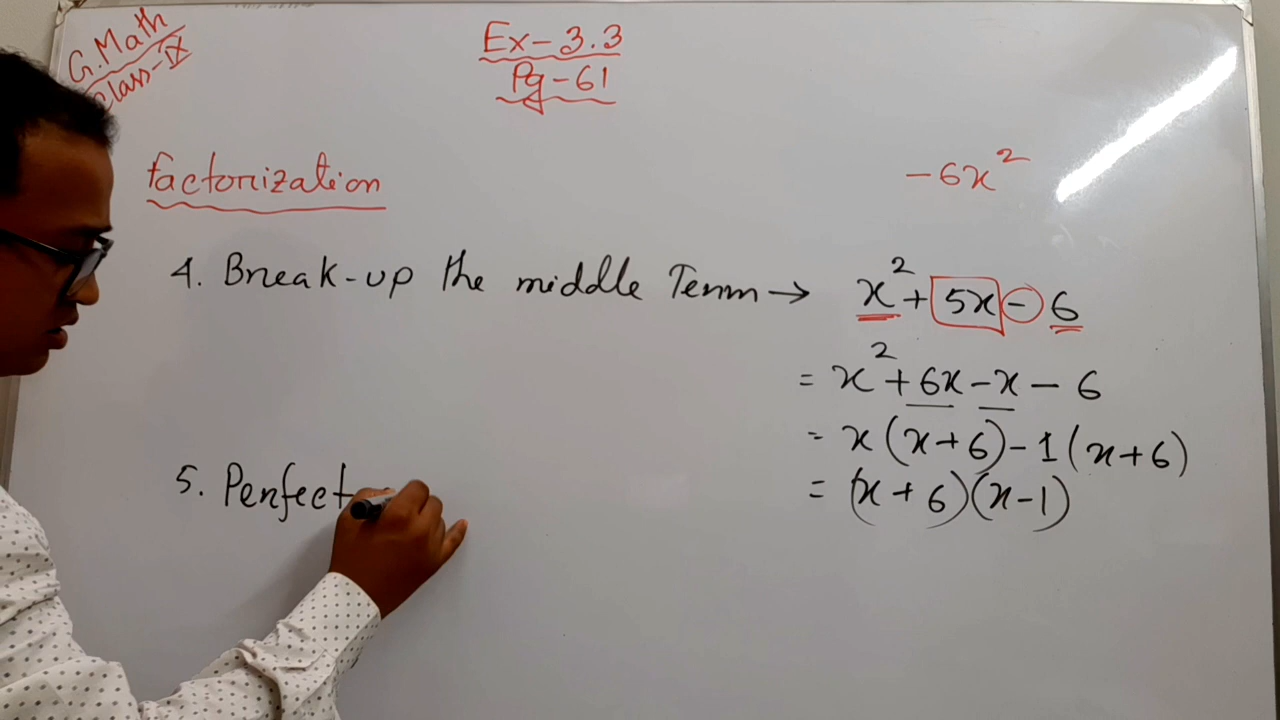 G.Math
Class-IX
Ex-3.3
Pg-61
factorization
-6x²
4. Break-up the middle Term → x² + 5x - 6
= x² + 6x - x - 6
= x(x+6)-1(x+6)
= (x+6)(x-1)
5. Perfect